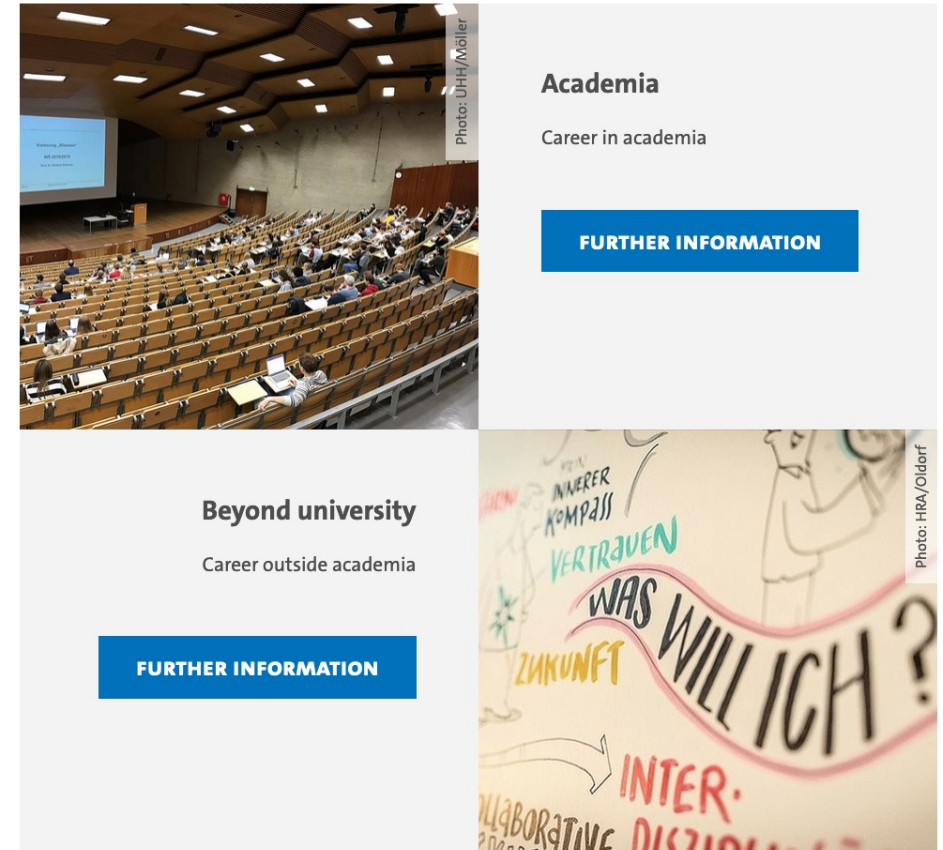 Photo: UHH/Möller
Academia
Career in academia
FURTHER INFORMATION
Beyond university
Career outside academia
FURTHER INFORMATION
Photo: HRA/Oldorf
INNERER
KOMPASS
VERTRAUEN
WAS WILL ICH?
ZUKUNFT
INTER-